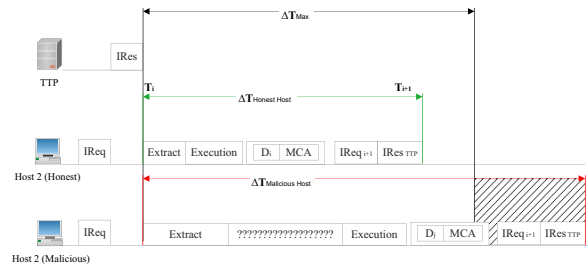 ΔTMax
IRes
TTP
Ti Ti+1
ΔTHonest Host
IReq Extract Execution Di MCA IReq i+1 IRes TTP
Host 2 (Honest)
ΔTMalicious Host
IReq Extract ??????????????????? Execution Dj MCA IReq i+1 IRes TTP
Host 2 (Malicious)